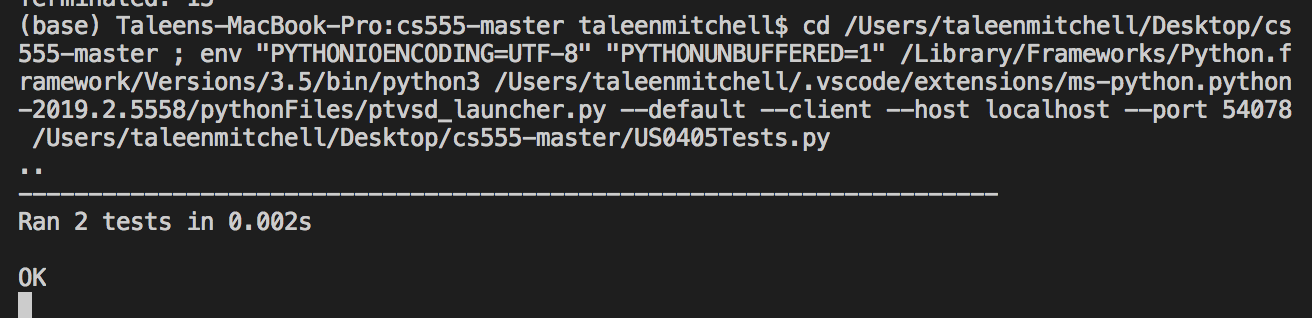 Terminated: 15
(base) Taleens-MacBook-Pro:cs555-master taleenmitchell$ cd /Users/taleenmitchell/Desktop/cs
555-master ; env "PYTHONIOENCODING=UTF-8" "PYTHONUNBUFFERED=1" /Library/Frameworks/Python.f
ramework/Versions/3.5/bin/python3 /Users/taleenmitchell/.vscode/extensions/ms-python.python
-2019.2.5558/pythonFiles/ptvsd_launcher.py --default --client --host localhost --port 54078
 /Users/taleenmitchell/Desktop/cs555-master/US0405Tests.py
..
----------------------------------------------------------------------
Ran 2 tests in 0.002s
OK